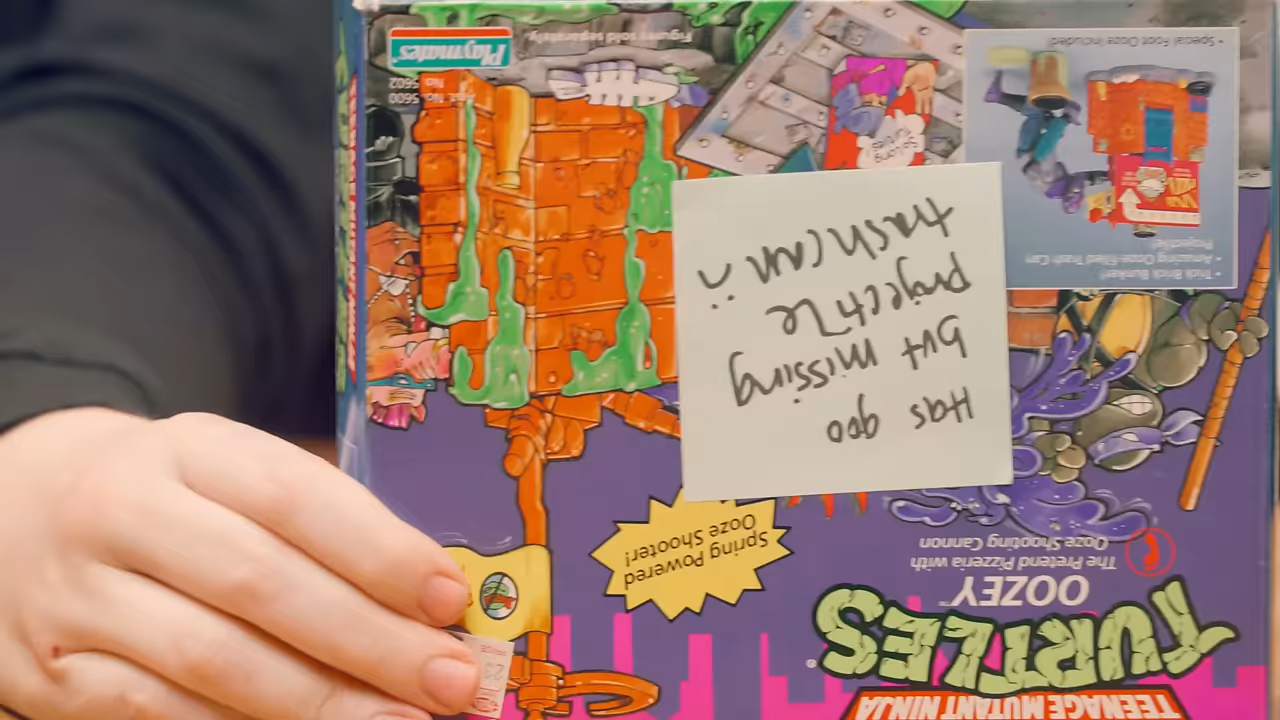 TEENAGE MUTANT NINJA
TURTLES
OOZEY
The Pretend Pizzeria with
Ooze Shooting Cannon
Spring Powered
Ooze Shooter!
Has goo
but missing
projectile
trash can :(
• Trick Brick Bunker!
• Amazing Ooze-Filled Trash Can
Projectile!
• Special Foot Ooze Included!
Figures sold separately
Playmates
No. 5602